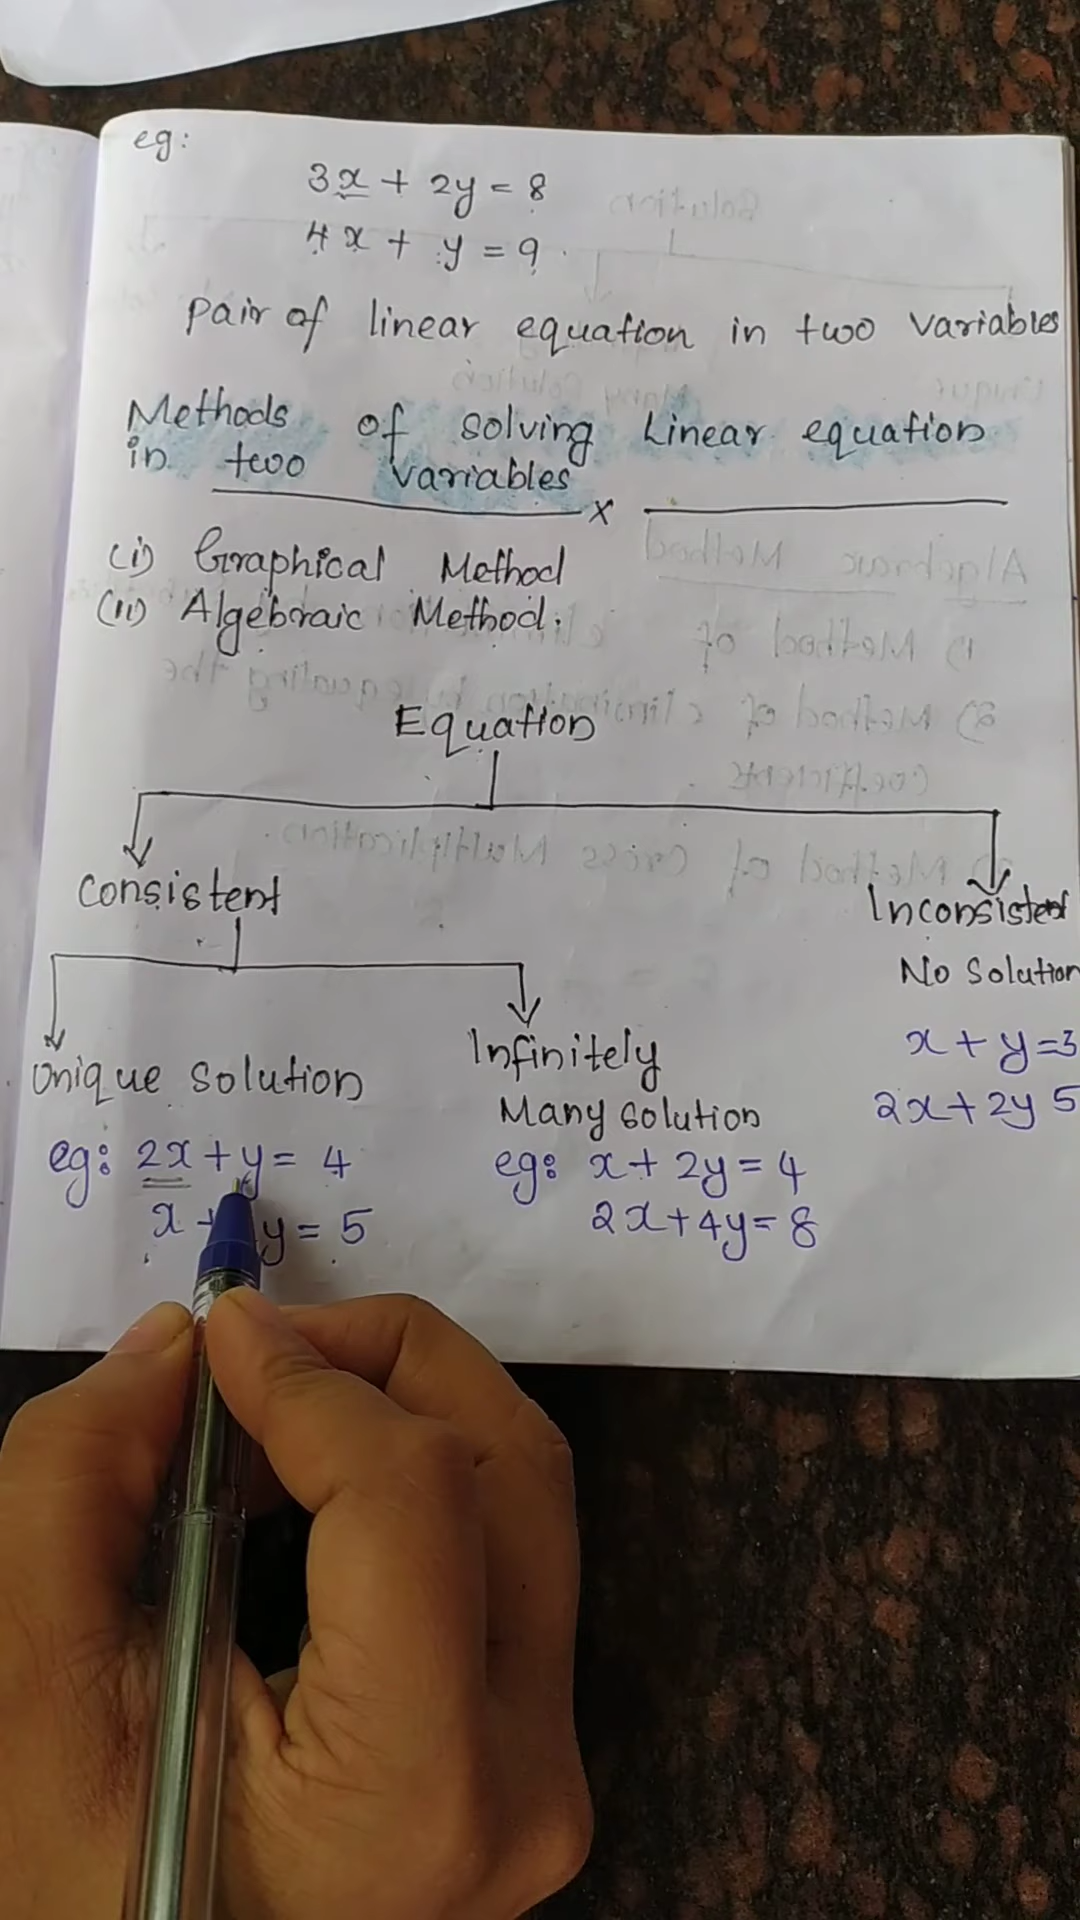 eg:
3x + 2y = 8
4x + y = 9
Pair of linear equation in two variables
Methods of solving Linear equation
in two variables
x
(i) Graphical Method
(ii) Algebraic Method.
Equation
Consistent
Inconsistent
No Solution
x + y = 3
2x + 2y 5
Unique Solution
eg: 2x + y = 4
x + y = 5
Infinitely
Many Solution
eg: x + 2y = 4
2x + 4y = 8